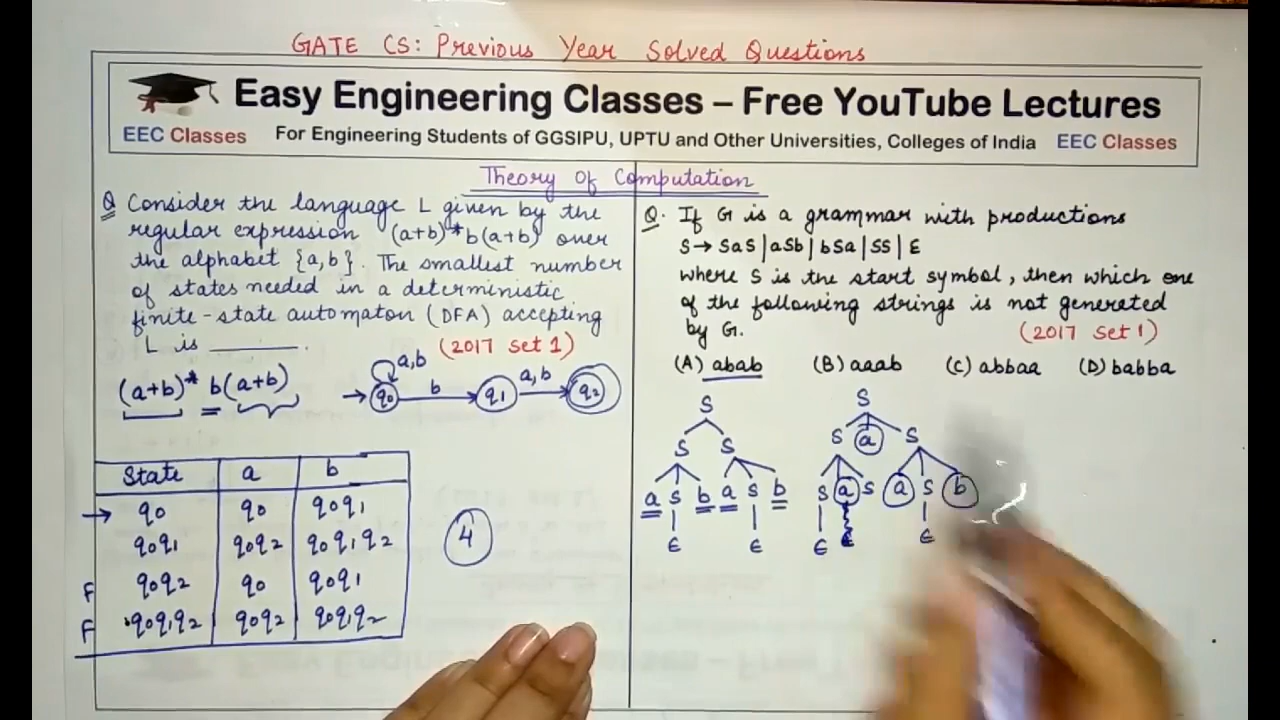 GATE CS: Previous Year Solved Questions
Easy Engineering Classes – Free YouTube Lectures
EEC Classes For Engineering Students of GGSIPU, UPTU and Other Universities, Colleges of India EEC Classes
Theory of Computation
Q Consider the language L given by the
regular expression (a+b)*b(a+b) over
the alphabet {a,b}. The smallest number
of states needed in a deterministic
finite-state automaton (DFA) accepting
L is ______.
(2017 set 1)
(a+b)* b(a+b)
a,b
q0 b q1 a,b q2
State a b
q0 q0 q0q1
q0q1 q0q2 q0q1q2
F q0q2 q0 q0q1
F q0q1q2 q0q2 q0q1q2
4
Q. If G is a grammar with productions
S→SaS|aSb|bSa|SS|ε
where S is the start symbol, then which one
of the following strings is not generated
by G. (2017 set 1)
(A) abab (B) aaab (C) abbaa (D) babba
S
S S
a S b a S b
ε ε
S
S a S
S a S a S b
ε ε